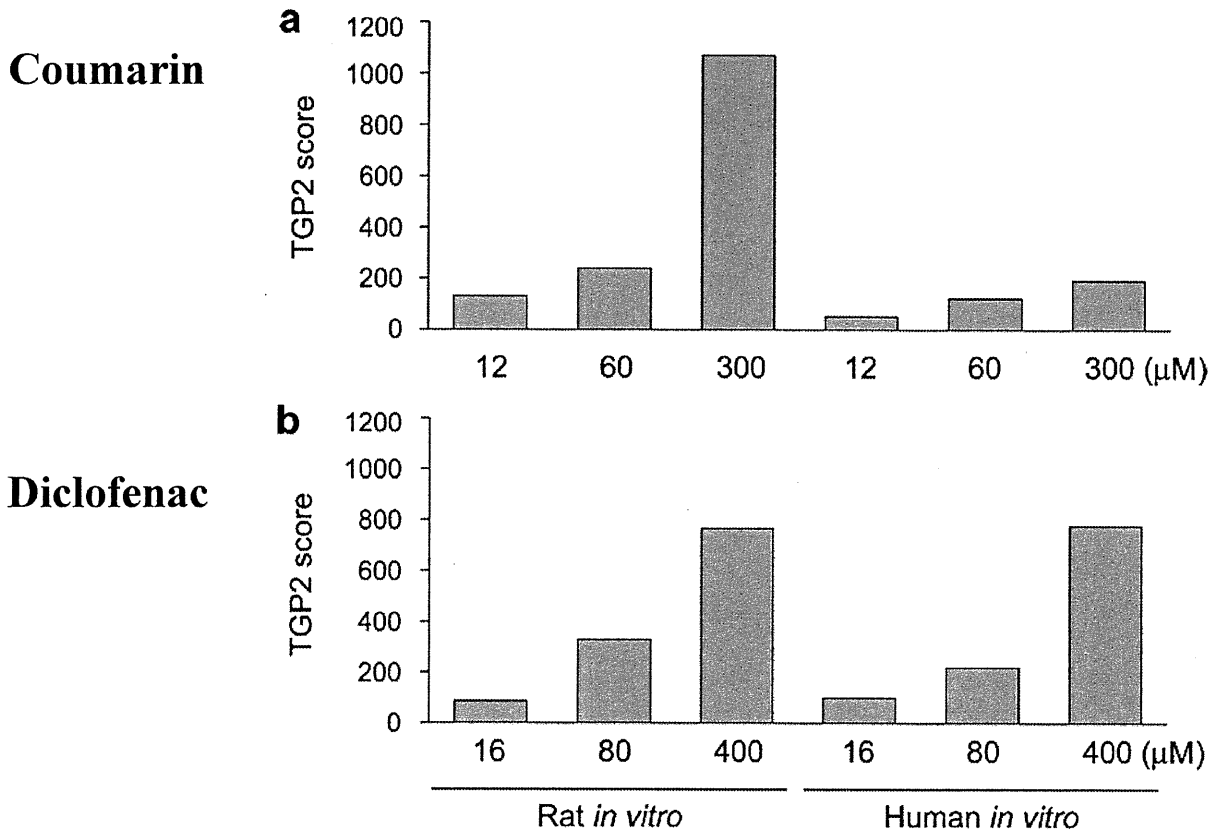 a
Coumarin
TGP2 score
1200
1000
800
600
400
200
0
12 60 300 12 60 300 (μM)
b
Diclofenac
TGP2 score
1200
1000
800
600
400
200
0
16 80 400 16 80 400 (μM)
Rat in vitro Human in vitro